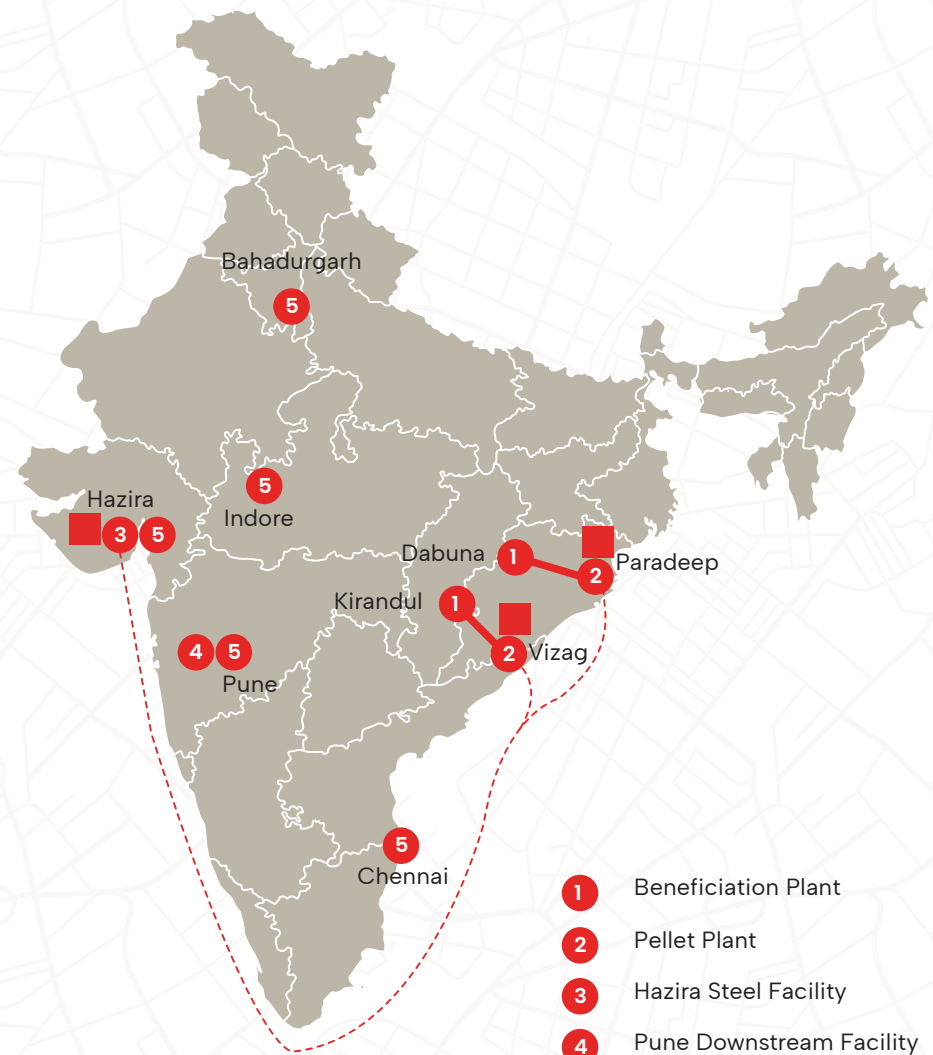 Bahadurgarh
5
5
Indore
Hazira
3 5
Dabuna 1
2 Paradeep
Kirandul 1
2 Vizag
4 5
Pune
5
Chennai
1 Beneficiation Plant
2 Pellet Plant
3 Hazira Steel Facility
4 Pune Downstream Facility